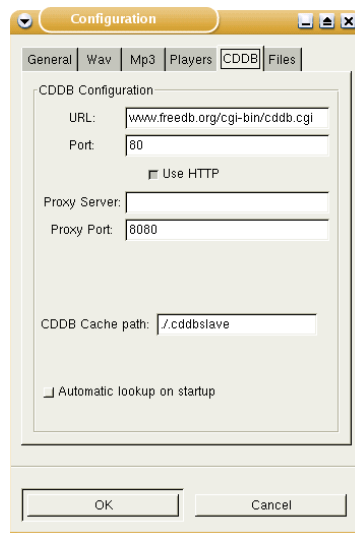 Configuration
General Wav Mp3 Players CDDB Files
CDDB Configuration
URL: www.freedb.org/cgi-bin/cddb.cgi
Port: 80
Use HTTP
Proxy Server:
Proxy Port: 8080
CDDB Cache path: ./.cddbslave
Automatic lookup on startup
OK Cancel